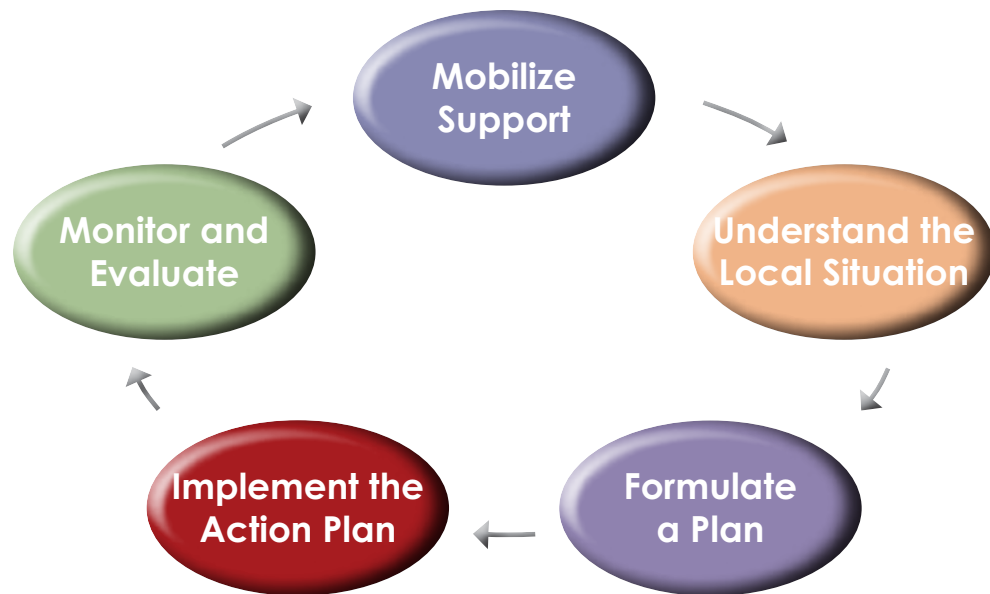 Mobilize
Support
Understand the
Local Situation
Formulate
a Plan
Implement the
Action Plan
Monitor and
Evaluate